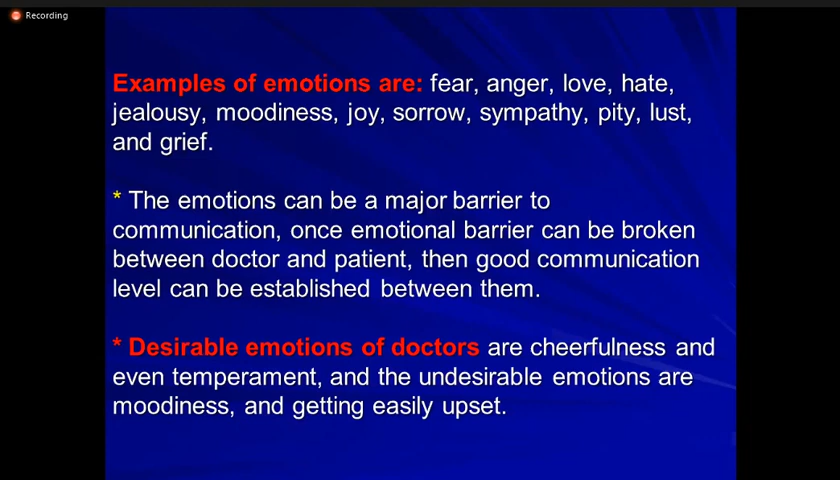 Recording
Examples of emotions are: fear, anger, love, hate,
jealousy, moodiness, joy, sorrow, sympathy, pity, lust,
and grief.
* The emotions can be a major barrier to
communication, once emotional barrier can be broken
between doctor and patient, then good communication
level can be established between them.
* Desirable emotions of doctors are cheerfulness and
even temperament, and the undesirable emotions are
moodiness, and getting easily upset.